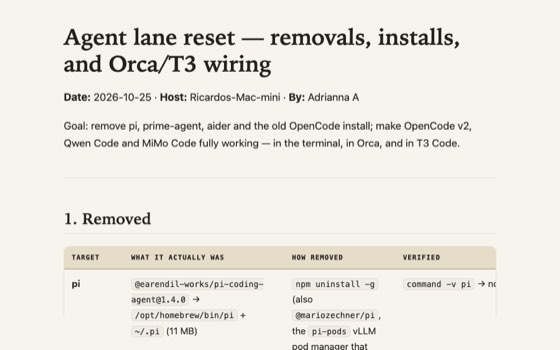 Agent lane reset — removals, installs,
and Orca/T3 wiring
Date: 2026-10-25 · Host: Ricardos-Mac-mini · By: Adrianna A
Goal: remove pi, prime-agent, aider and the old OpenCode install; make OpenCode v2,
Qwen Code and MiMo Code fully working — in the terminal, in Orca, and in T3 Code.
1. Removed
TARGET WHAT IT ACTUALLY WAS HOW REMOVED VERIFIED
pi @earendil-works/pi-coding- npm uninstall -g command -v pi → no
agent@1.4.0 → (also
/opt/homebrew/bin/pi + @mariozechner/pi ,
~/.pi (11 MB) the pi-pods vLLM
pod manager that